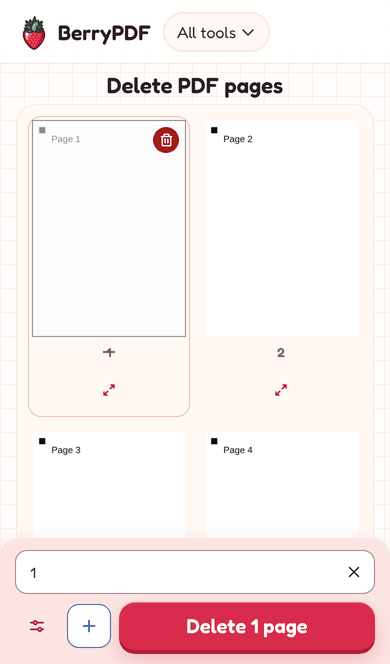 BerryPDF
All tools
Delete PDF pages
Page 1
Page 2
1
2
Page 3
Page 4
1
Delete 1 page